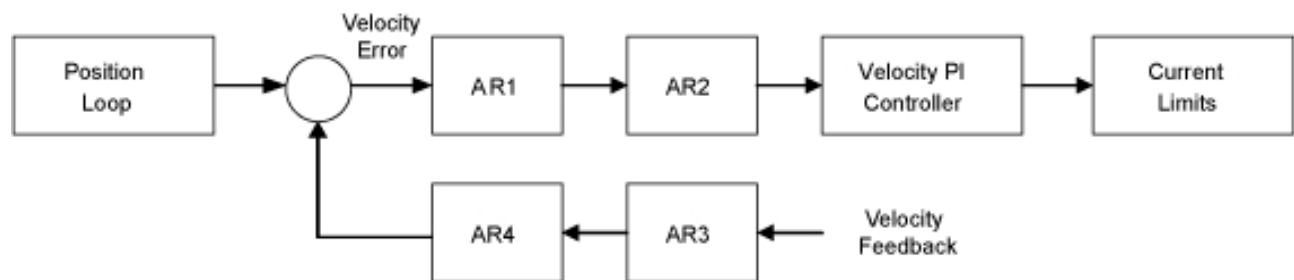 Velocity
Error
Position
Loop
AR1
AR2
Velocity PI
Controller
Current
Limits
AR4
AR3
Velocity
Feedback